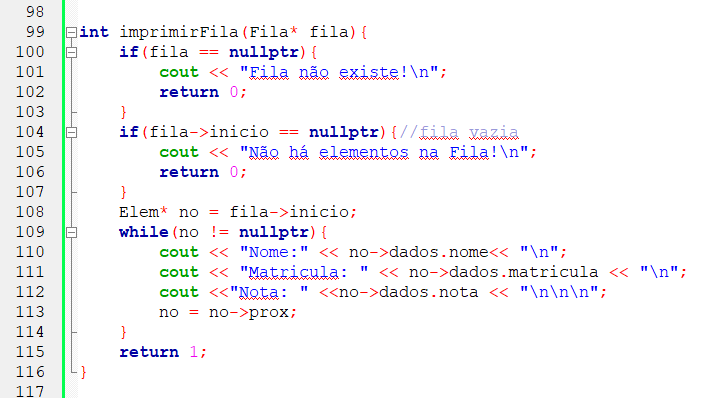 98
99 int imprimirFila(Fila* fila){
100 if(fila == nullptr){
101 cout << "Fila não existe!\n";
102 return 0;
103 }
104 if(fila->inicio == nullptr){//fila vazia
105 cout << "Não há elementos na Fila!\n";
106 return 0;
107 }
108 Elem* no = fila->inicio;
109 while(no != nullptr){
110 cout << "Nome:" << no->dados.nome<< "\n";
111 cout << "Matricula: " << no->dados.matricula << "\n";
112 cout <<"Nota: " <<no->dados.nota << "\n\n\n";
113 no = no->prox;
114 }
115 return 1;
116 }
117